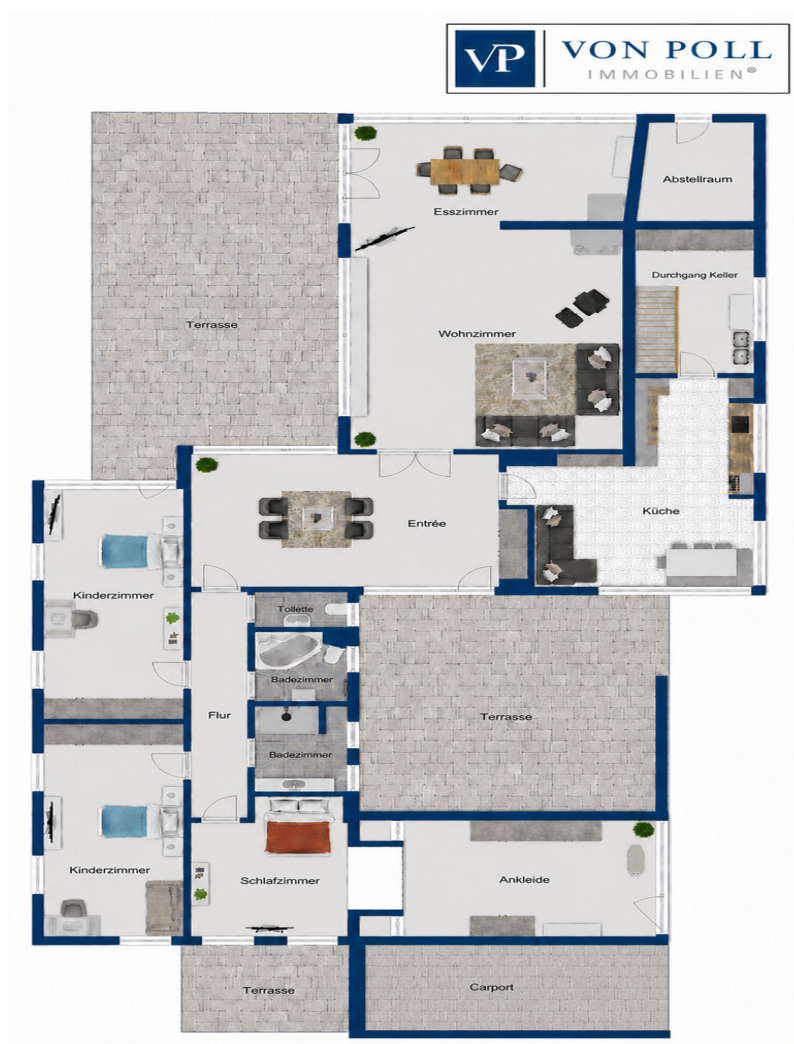 VP VON POLL
IMMOBILIEN®
Abstellraum
Esszimmer
Durchgang Keller
Terrasse
Wohnzimmer
Küche
Entrée
Kinderzimmer
Toilette
Badezimmer
Flur
Terrasse
Badezimmer
Kinderzimmer
Schlafzimmer
Ankleide
Terrasse
Carport